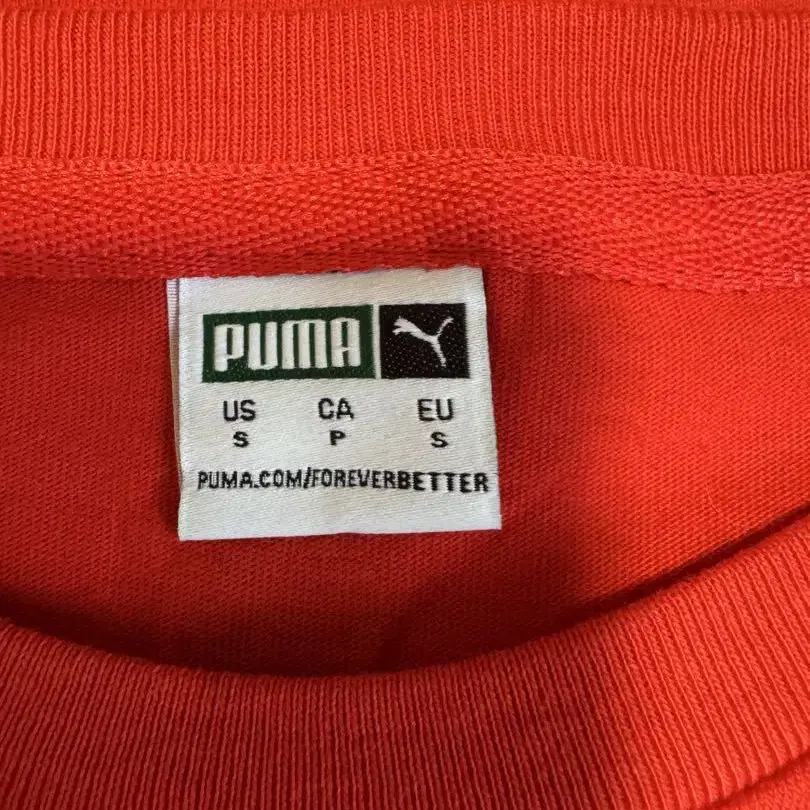 PUMA
US CA EU
S P S
PUMA.COM/FOREVERBETTER